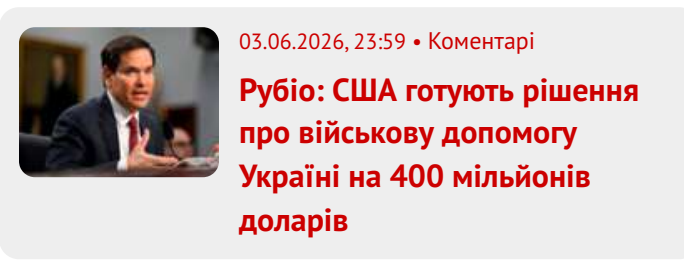 03.06.2026, 23:59 • Коментарі
Рубіо: США готують рішення
про військову допомогу
Україні на 400 мільйонів
доларів